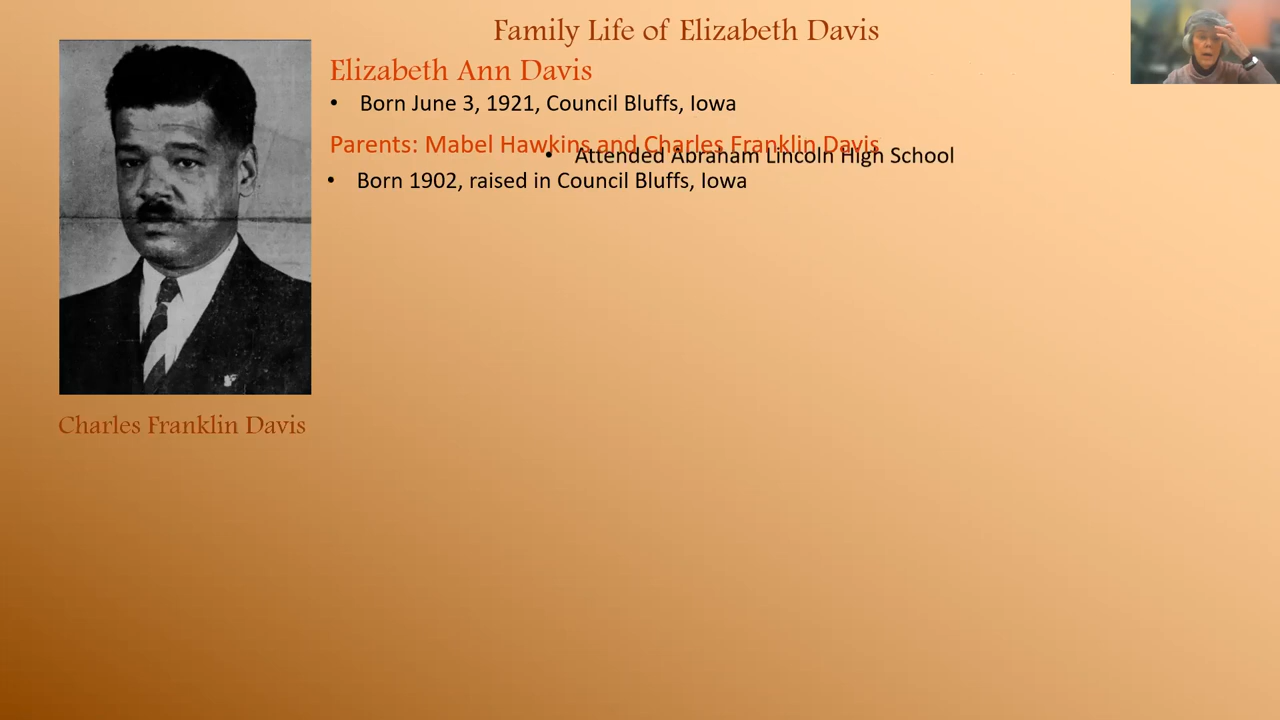 Family Life of Elizabeth Davis
Elizabeth Ann Davis
• Born June 3, 1921, Council Bluffs, Iowa
Parents: Mabel Hawkins and Charles Franklin Davis
• Attended Abraham Lincoln High School
• Born 1902, raised in Council Bluffs, Iowa
Charles Franklin Davis